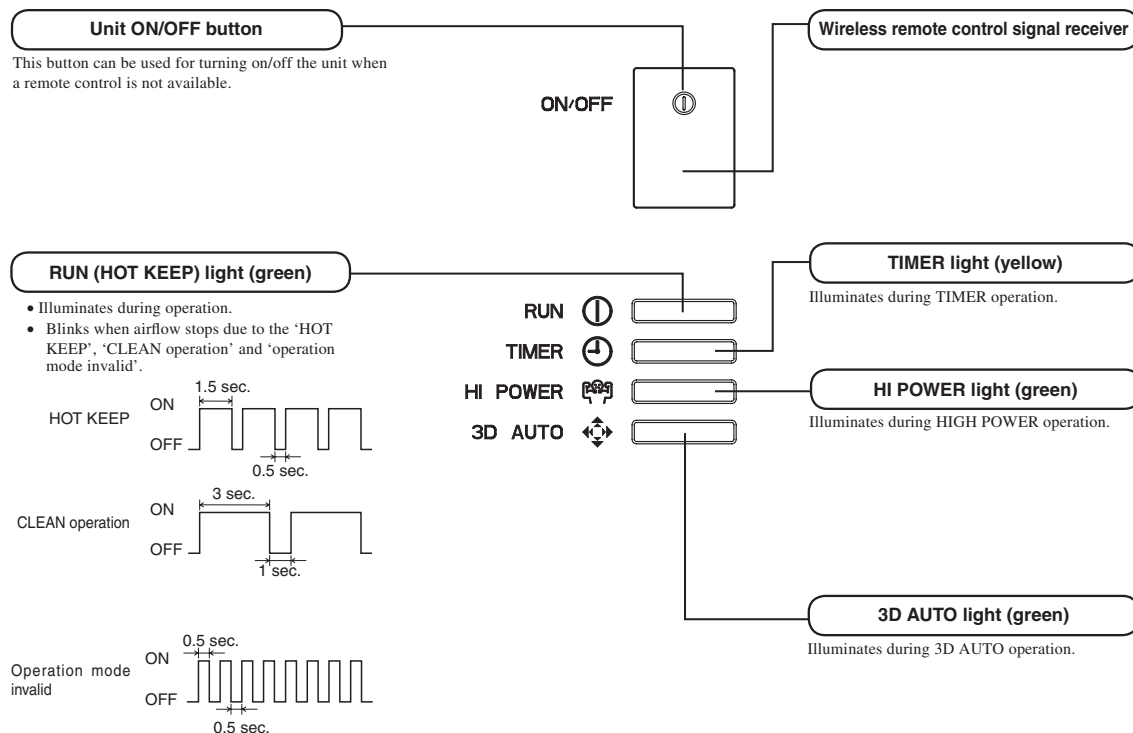 Unit ON/OFF button
This button can be used for turning on/off the unit when
a remote control is not available.
Wireless remote control signal receiver
ON/OFF
RUN (HOT KEEP) light (green)
• Illuminates during operation.
• Blinks when airflow stops due to the ‘HOT
KEEP’, ‘CLEAN operation’ and ‘operation
mode invalid’.
1.5 sec.
HOT KEEP
ON
OFF
0.5 sec.
3 sec.
CLEAN operation
ON
OFF
1 sec.
0.5 sec.
Operation mode
invalid
ON
OFF
0.5 sec.
RUN
TIMER
HI POWER
3D AUTO
TIMER light (yellow)
Illuminates during TIMER operation.
HI POWER light (green)
Illuminates during HIGH POWER operation.
3D AUTO light (green)
Illuminates during 3D AUTO operation.